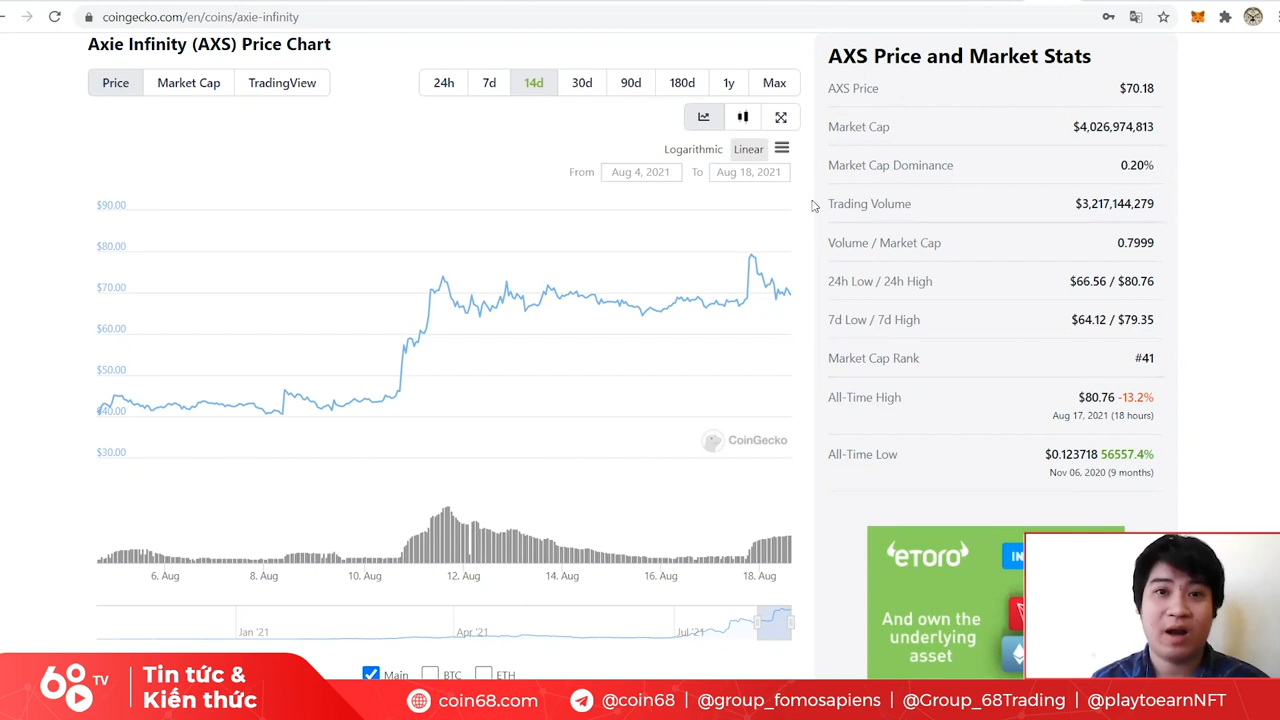 coingecko.com/en/coins/axie-infinity
Axie Infinity (AXS) Price Chart
Price Market Cap TradingView
24h 7d 14d 30d 90d 180d 1y Max
Logarithmic Linear
From Aug 4, 2021 To Aug 18, 2021
$90.00
$80.00
$70.00
$60.00
$50.00
$40.00
$30.00
CoinGecko
6. Aug 8. Aug 10. Aug 12. Aug 14. Aug 16. Aug 18. Aug
Jan '21 Apr '21 Jul '21
Main BTC ETH
AXS Price and Market Stats
AXS Price $70.18
Market Cap $4,026,974,813
Market Cap Dominance 0.20%
Trading Volume $3,217,144,279
Volume / Market Cap 0.7999
24h Low / 24h High $66.56 / $80.76
7d Low / 7d High $64.12 / $79.35
Market Cap Rank #41
All-Time High $80.76 -13.2%
Aug 17, 2021 (18 hours)
All-Time Low $0.123718 56557.4%
Nov 06, 2020 (9 months)
eToro IN
And own the
underlying
asset
68 TV
Tin tức &
Kiến thức
coin68.com @coin68 | @group_fomosapiens | @Group_68Trading | @playtoearnNFT